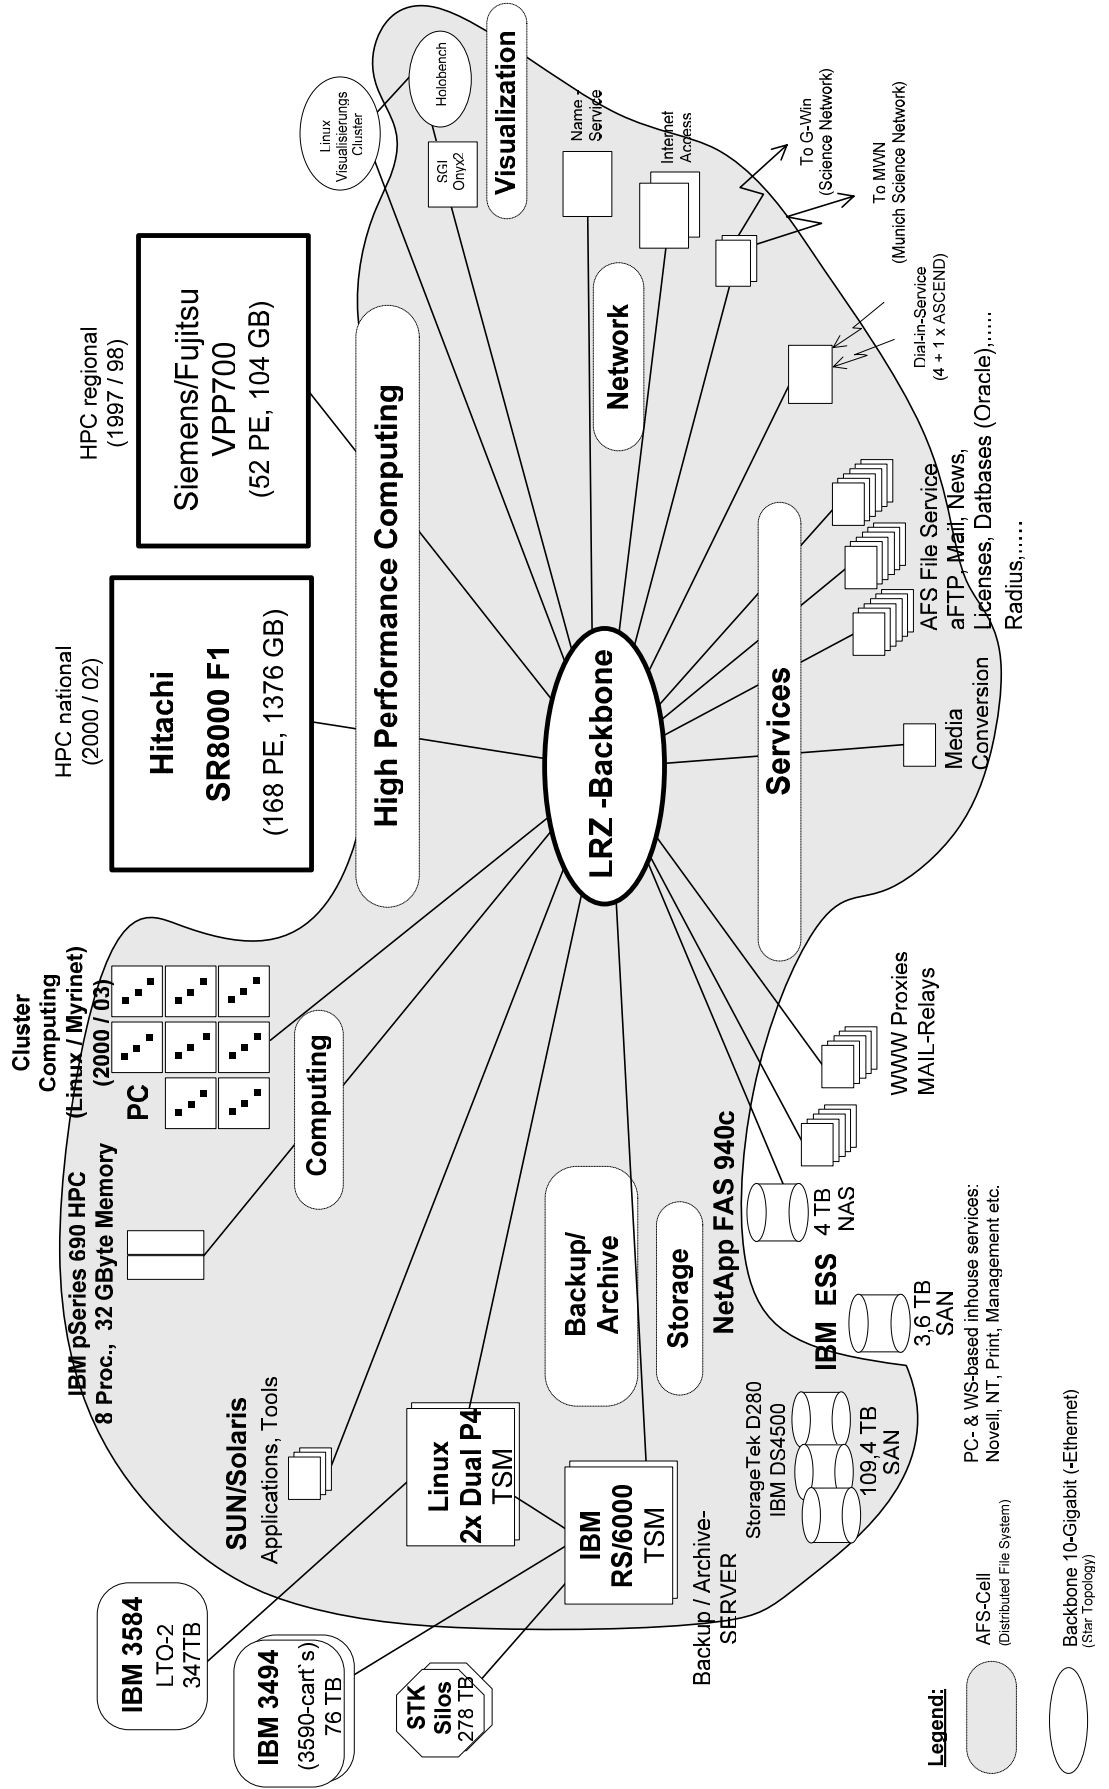 IBM 3584
LTO-2
347TB
IBM 3494
(3590-cart`s)
76 TB
STK
Silos
278 TB
SUN/Solaris
Applications, Tools
Linux
2x Dual P4
TSM
IBM
RS/6000
TSM
Backup / Archive-
SERVER
IBM pSeries 690 HPC
8 Proc., 32 GByte Memory
Cluster
Computing
(Linux / Myrinet)
(2000 / 03)
PC
Computing
Backup/
Archive
Storage
NetApp FAS 940c
4 TB
NAS
IBM ESS
3,6 TB
SAN
StorageTek D280
IBM DS4500
109,4 TB
SAN
HPC national
(2000 / 02)
Hitachi
SR8000 F1
(168 PE, 1376 GB)
HPC regional
(1997 / 98)
Siemens/Fujitsu
VPP700
(52 PE, 104 GB)
High Performance Computing
LRZ -Backbone
Services
WWW Proxies
MAIL-Relays
Media
Conversion
AFS File Service
aFTP, Mail, News,
Licenses, Datbases (Oracle),.....
Radius,.....
Linux
Visualisierungs
Cluster
Holobench
SGI
Onyx2
Visualization
Name -
Service
Internet
Access
Network
To G-Win
(Science Network)
To MWN
(Munich Science Network)
Dial-in-Service
(4 + 1 x ASCEND)
Legend:
AFS-Cell
(Distributed File System)
PC- & WS-based inhouse services:
Novell, NT, Print, Management etc.
Backbone 10-Gigabit (-Ethernet)
(Star Topology)